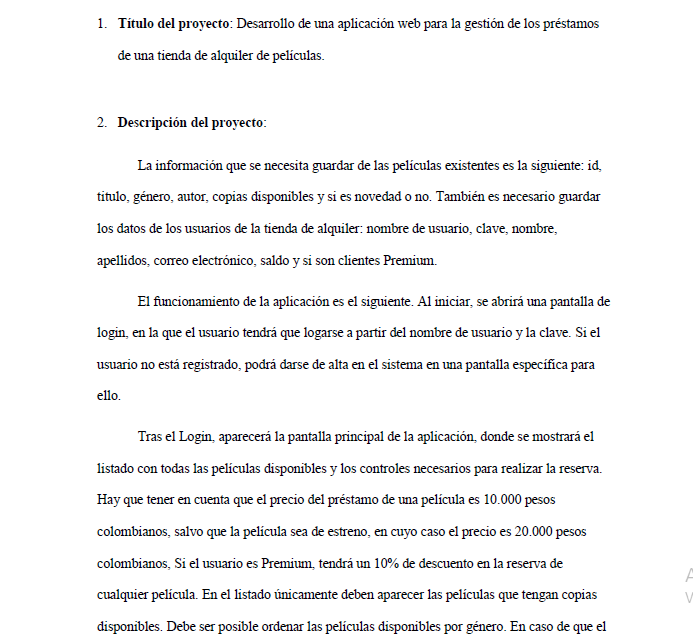 1. Título del proyecto: Desarrollo de una aplicación web para la gestión de los préstamos
de una tienda de alquiler de películas.
2. Descripción del proyecto:
La información que se necesita guardar de las películas existentes es la siguiente: id,
titulo, género, autor, copias disponibles y si es novedad o no. También es necesario guardar
los datos de los usuarios de la tienda de alquiler: nombre de usuario, clave, nombre,
apellidos, correo electrónico, saldo y si son clientes Premium.
El funcionamiento de la aplicación es el siguiente. Al iniciar, se abrirá una pantalla de
login, en la que el usuario tendrá que logarse a partir del nombre de usuario y la clave. Si el
usuario no está registrado, podrá darse de alta en el sistema en una pantalla específica para
ello.
Tras el Login, aparecerá la pantalla principal de la aplicación, donde se mostrará el
listado con todas las películas disponibles y los controles necesarios para realizar la reserva.
Hay que tener en cuenta que el precio del préstamo de una película es 10.000 pesos
colombianos, salvo que la película sea de estreno, en cuyo caso el precio es 20.000 pesos
colombianos, Si el usuario es Premium, tendrá un 10% de descuento en la reserva de
cualquier película. En el listado únicamente deben aparecer las películas que tengan copias
disponibles. Debe ser posible ordenar las películas disponibles por género. En caso de que el